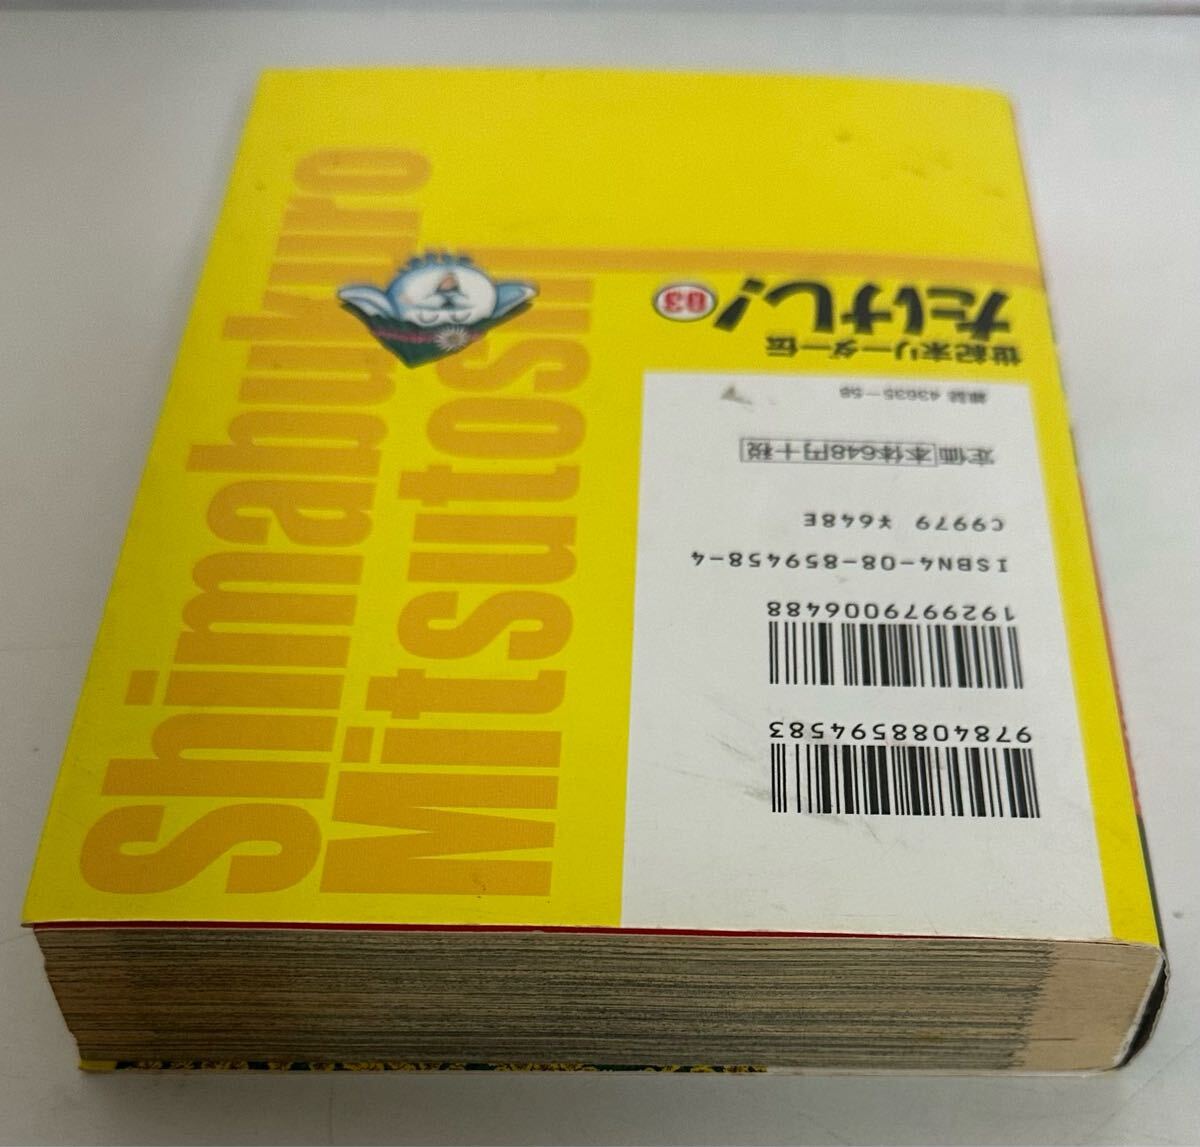 Shimabukuro
Mitsutoshi
世紀末リーダー伝
たけし!
03
雑誌 43635-58
定価 本体648円+税
C9979 ¥648E
ISBN4-08-859458-4
1929979006488
9784088594583